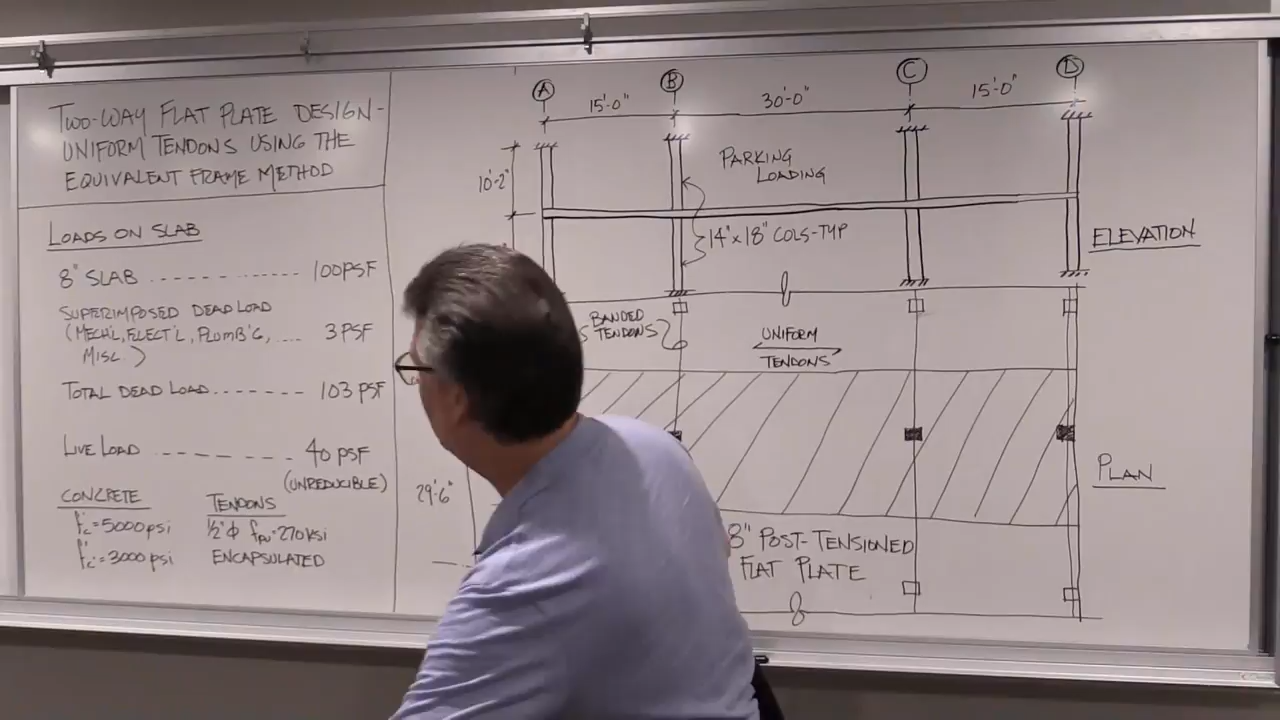 TWO-WAY FLAT PLATE DESIGN-
UNIFORM TENDONS USING THE
EQUIVALENT FRAME METHOD
LOADS ON SLAB
8" SLAB -------------- 100PSF
SUPERIMPOSED DEAD LOAD
(MECH'L, ELECT'L, PLUMB'G, ... 3 PSF
MISC.)
TOTAL DEAD LOAD.------- 103 PSF
LIVE LOAD ---------- 40 PSF
(UNREDUCIBLE)
CONCRETE
f'c=5000psi
f'ci=3000psi
TENDONS
½"Φ fpu=270ksi
ENCAPSULATED
A
B
C
D
15'-0"
30'-0"
15'-0"
10'-2"
PARKING
LOADING
14"x18" COLS-TYP
ELEVATION
BANDED
TENDONS
UNIFORM
TENDONS
29'-6"
PLAN
8" POST-TENSIONED
FLAT PLATE